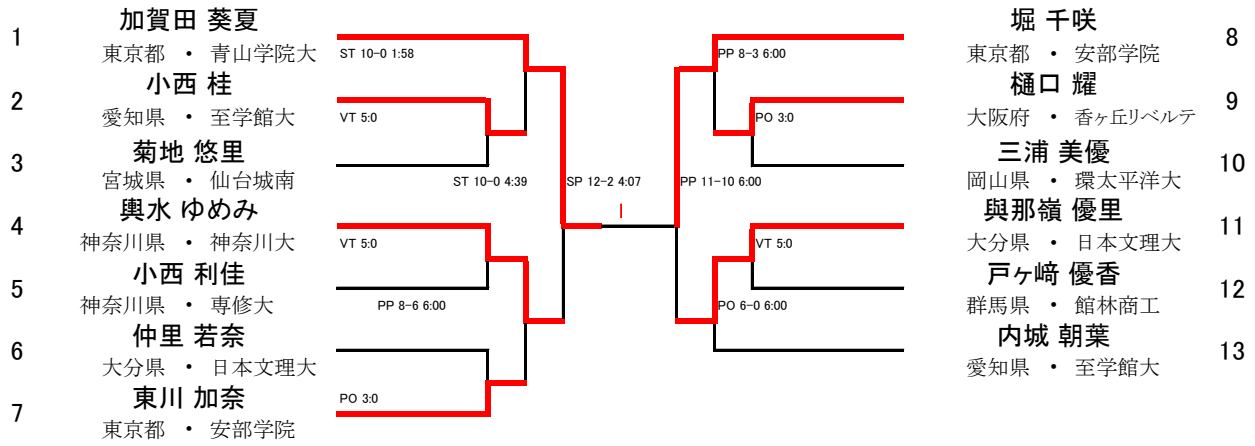 1 加賀田 葵夏
東京都 ・ 青山学院大
2 小西 桂
愛知県 ・ 至学館大
3 菊地 悠里
宮城県 ・ 仙台城南
4 輿水 ゆめみ
神奈川県 ・ 神奈川大
5 小西 利佳
神奈川県 ・ 専修大
6 仲里 若奈
大分県 ・ 日本文理大
7 東川 加奈
東京都 ・ 安部学院
ST 10-0 1:58
VT 5:0
ST 10-0 4:39
VT 5:0
PP 8-6 6:00
PO 3:0
SP 12-2 4:07
PP 11-10 6:00
PP 8-3 6:00
PO 3:0
VT 5:0
PO 6-0 6:00
堀 千咲 8
東京都 ・ 安部学院
樋口 耀 9
大阪府 ・ 香ヶ丘リベルテ
三浦 美優 10
岡山県 ・ 環太平洋大
與那嶺 優里 11
大分県 ・ 日本文理大
戸ヶ﨑 優香 12
群馬県 ・ 館林商工
内城 朝葉 13
愛知県 ・ 至学館大